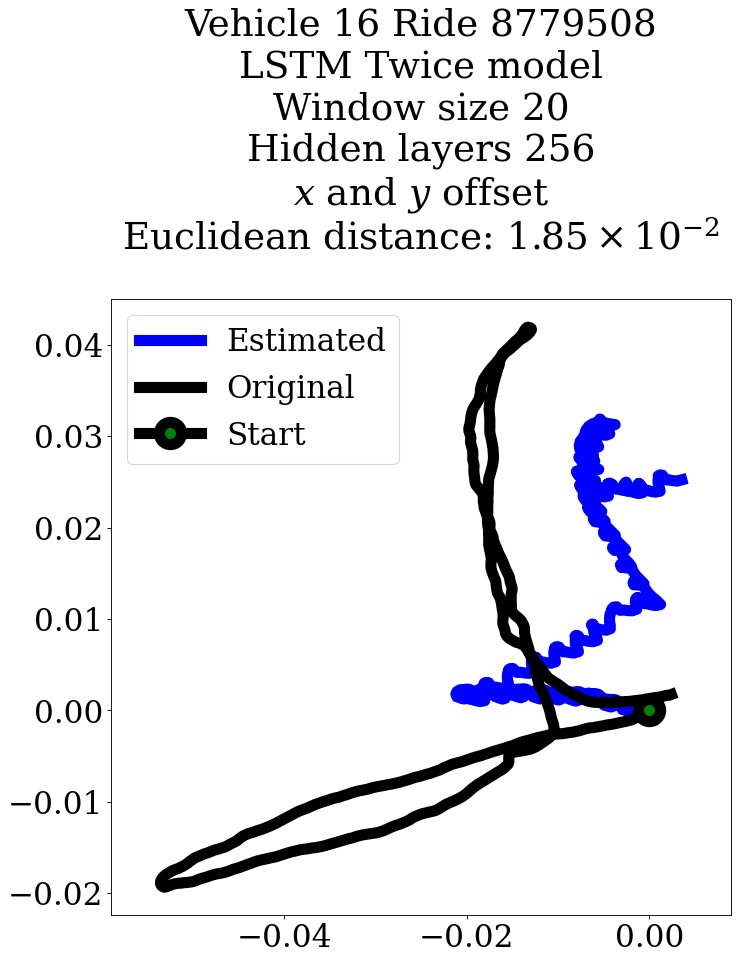 Vehicle 16 Ride 8779508
LSTM Twice model
Window size 20
Hidden layers 256
x and y offset
Euclidean distance: 1.85 × 10⁻²
Estimated
Original
Start
0.04
0.03
0.02
0.01
0.00
−0.01
−0.02
−0.04
−0.02
0.00